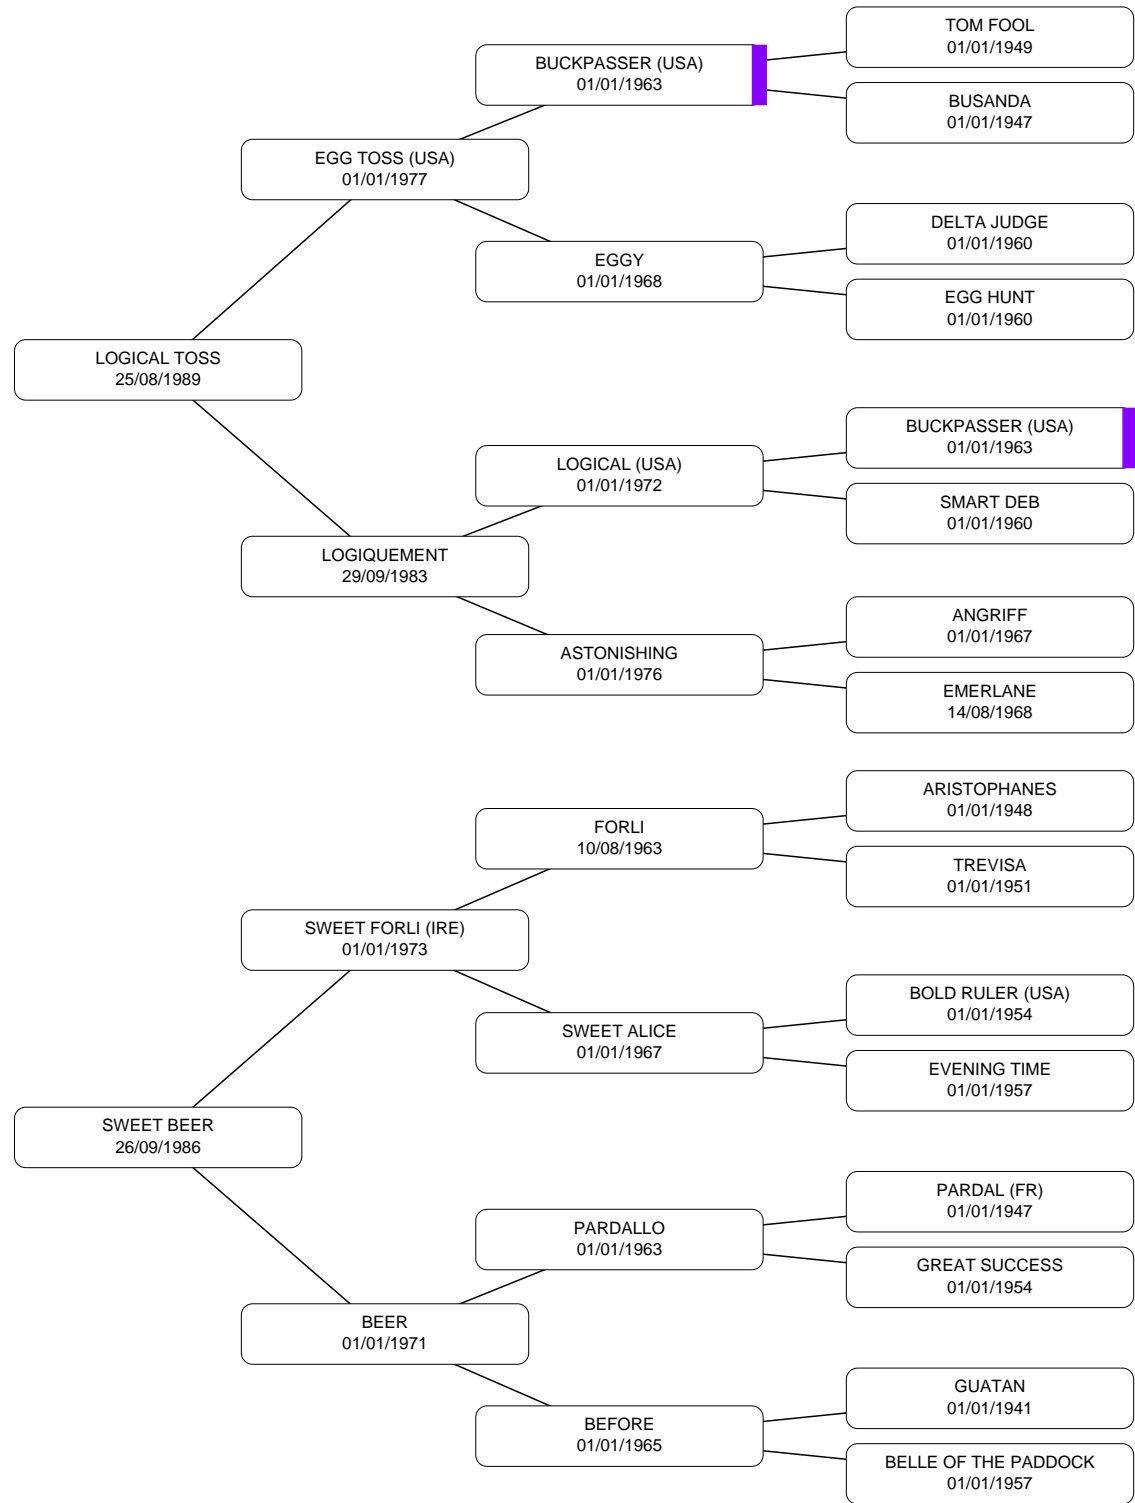 TOM FOOL
01/01/1949
BUCKPASSER (USA)
01/01/1963
BUSANDA
01/01/1947
EGG TOSS (USA)
01/01/1977
DELTA JUDGE
01/01/1960
EGGY
01/01/1968
EGG HUNT
01/01/1960
LOGICAL TOSS
25/08/1989
BUCKPASSER (USA)
01/01/1963
LOGICAL (USA)
01/01/1972
SMART DEB
01/01/1960
LOGIQUEMENT
29/09/1983
ANGRIFF
01/01/1967
ASTONISHING
01/01/1976
EMERLANE
14/08/1968
ARISTOPHANES
01/01/1948
FORLI
10/08/1963
TREVISA
01/01/1951
SWEET FORLI (IRE)
01/01/1973
BOLD RULER (USA)
01/01/1954
SWEET ALICE
01/01/1967
EVENING TIME
01/01/1957
SWEET BEER
26/09/1986
PARDAL (FR)
01/01/1947
PARDALLO
01/01/1963
GREAT SUCCESS
01/01/1954
BEER
01/01/1971
GUATAN
01/01/1941
BEFORE
01/01/1965
BELLE OF THE PADDOCK
01/01/1957